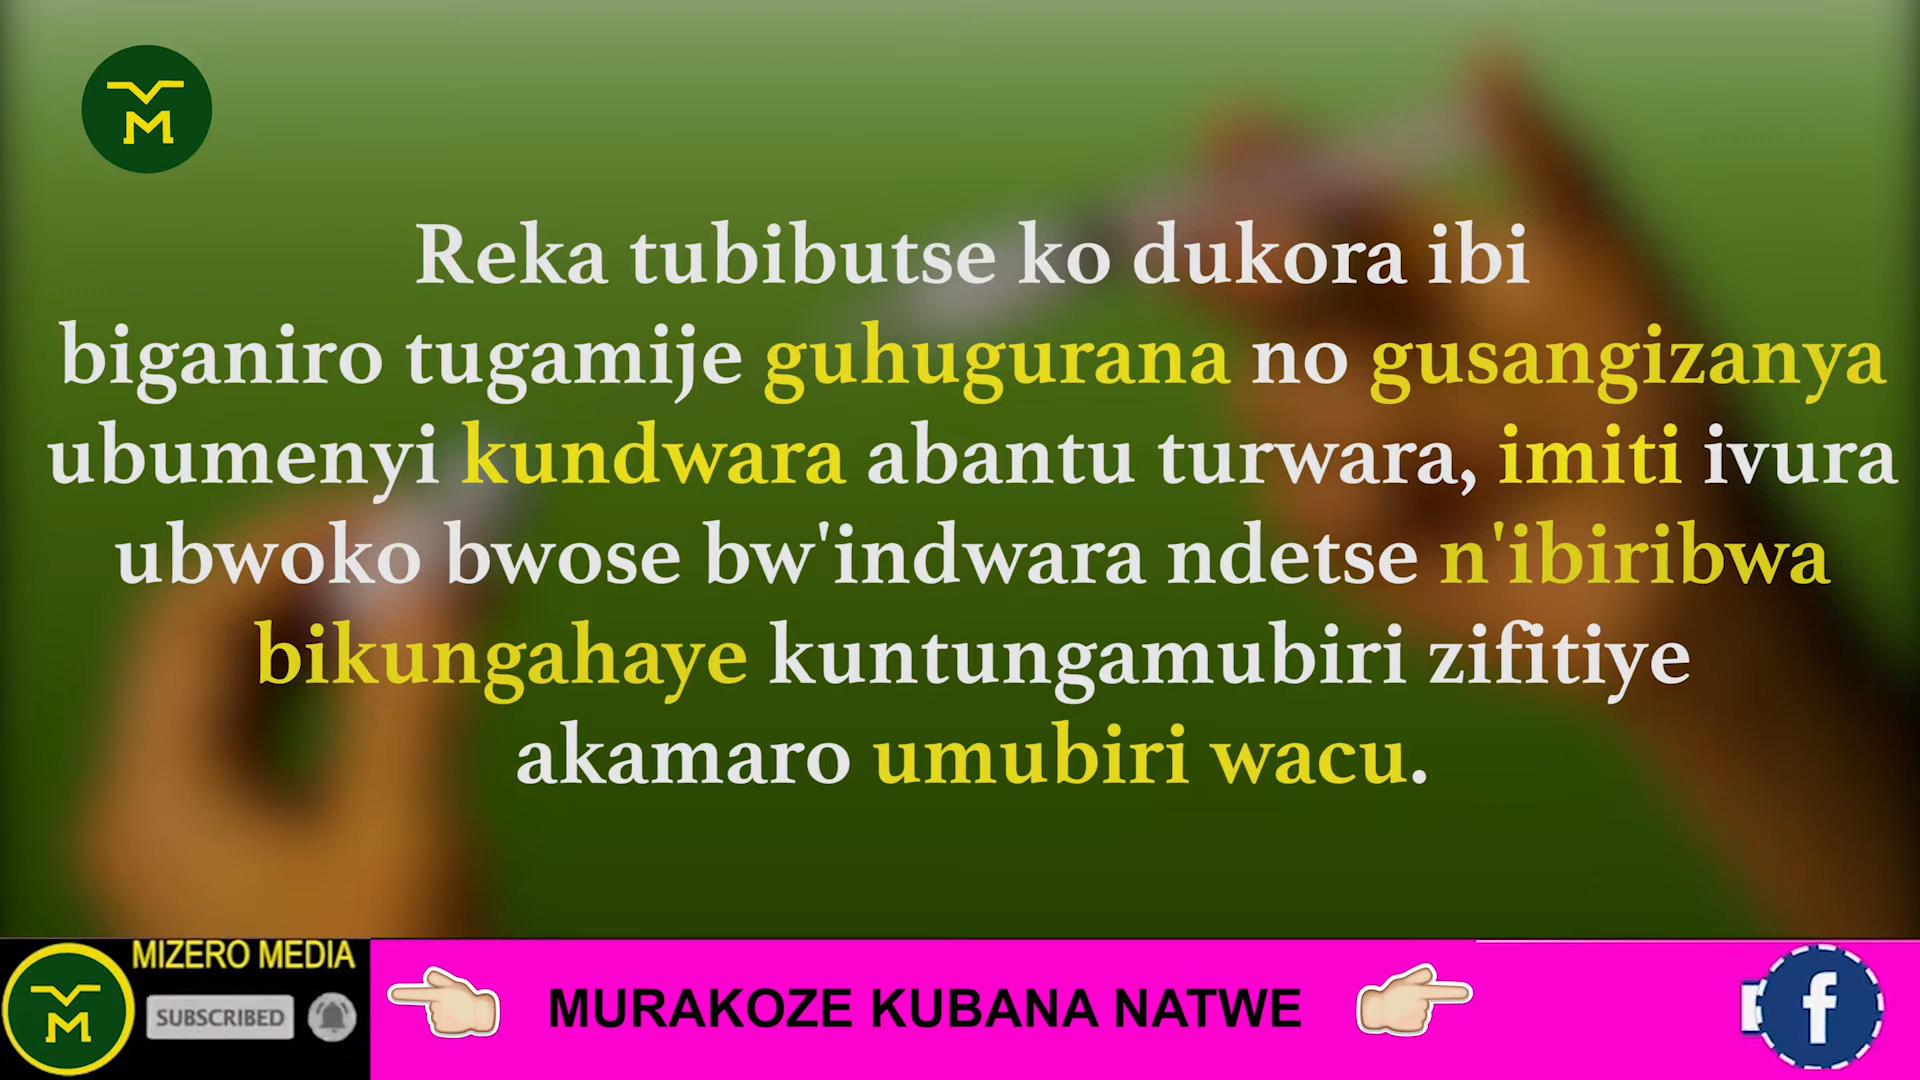 Reka tubibutse ko dukora ibi
biganiro tugamije guhugurana no gusangizanya
ubumenyi kundwara abantu turwara, imiti ivura
ubwoko bwose bw'indwara ndetse n'ibiribwa
bikungahaye kuntungamubiri zifitiye
akamaro umubiri wacu.
MIZERO MEDIA
SUBSCRIBED
MURAKOZE KUBANA NATWE
f